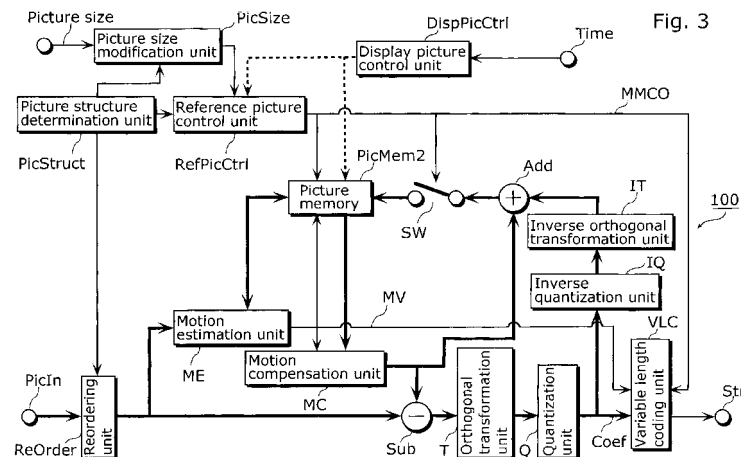 Fig. 3
Picture size
PicSize
DispPicCtrl
Time
Picture size
modification unit
Display picture
control unit
Picture structure
determination unit
Reference picture
control unit
MMCO
PicStruct
RefPicCtrl
PicMem2
Add
Picture
memory
+
IT
SW
100
Inverse orthogonal
transformation unit
IQ
Inverse
quantization unit
Motion
estimation unit
MV
VLC
ME
Motion
compensation unit
MC
PicIn
Reordering
unit
ReOrder
−
Sub
Orthogonal
transformation
unit
T
Quantization
unit
Q
Coef
Variable length
coding unit
Str